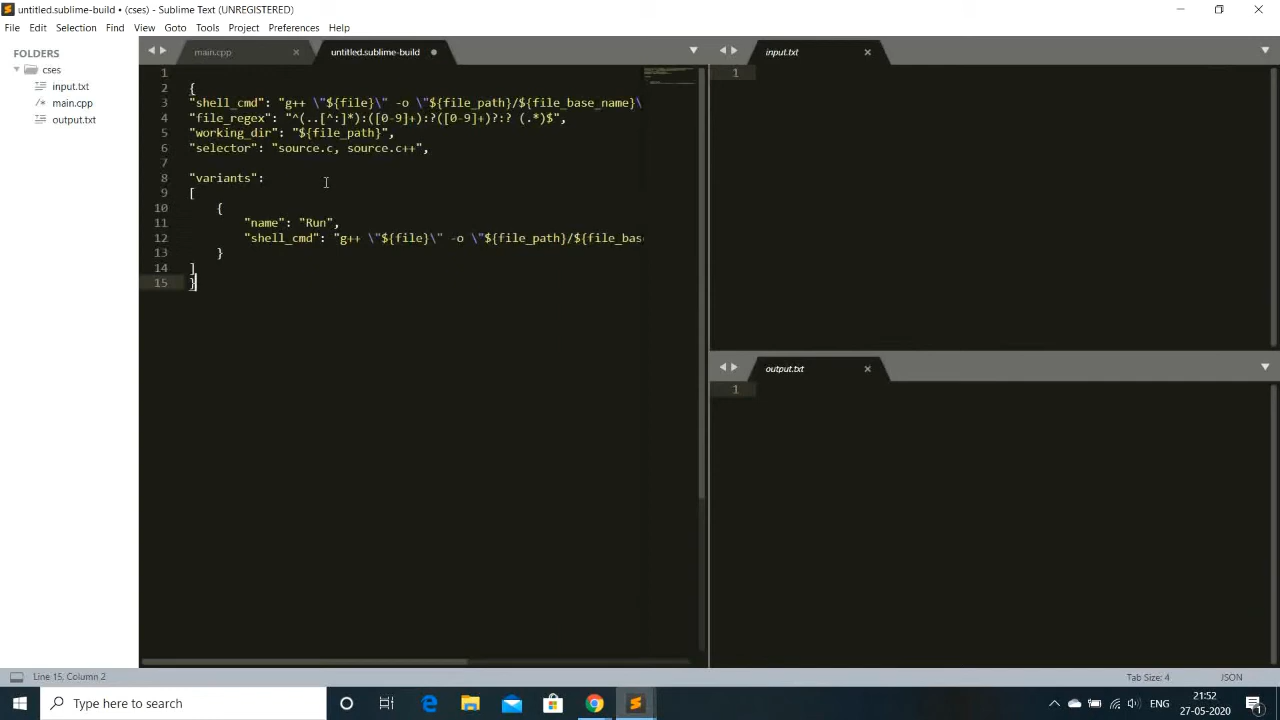 untitled.sublime-build • (cses) - Sublime Text (UNREGISTERED)
File Edit Selection Find View Goto Tools Project Preferences Help
FOLDERS
cses
input.txt
main.cpp
output.txt
main.cpp
untitled.sublime-build
1
2 {
3 "shell_cmd": "g++ \"${file}\" -o \"${file_path}/${file_base_name}\
4 "file_regex": "^(..[^:]*):([0-9]+):?([0-9]+)?:? (.*)$",
5 "working_dir": "${file_path}",
6 "selector": "source.c, source.c++",
7
8 "variants":
9 [
10 {
11 "name": "Run",
12 "shell_cmd": "g++ \"${file}\" -o \"${file_path}/${file_bas
13 }
14 ]
15 }
input.txt
1
output.txt
1
Line 15, Column 2
Tab Size: 4
JSON
Type here to search
ENG
21:52
27-05-2020